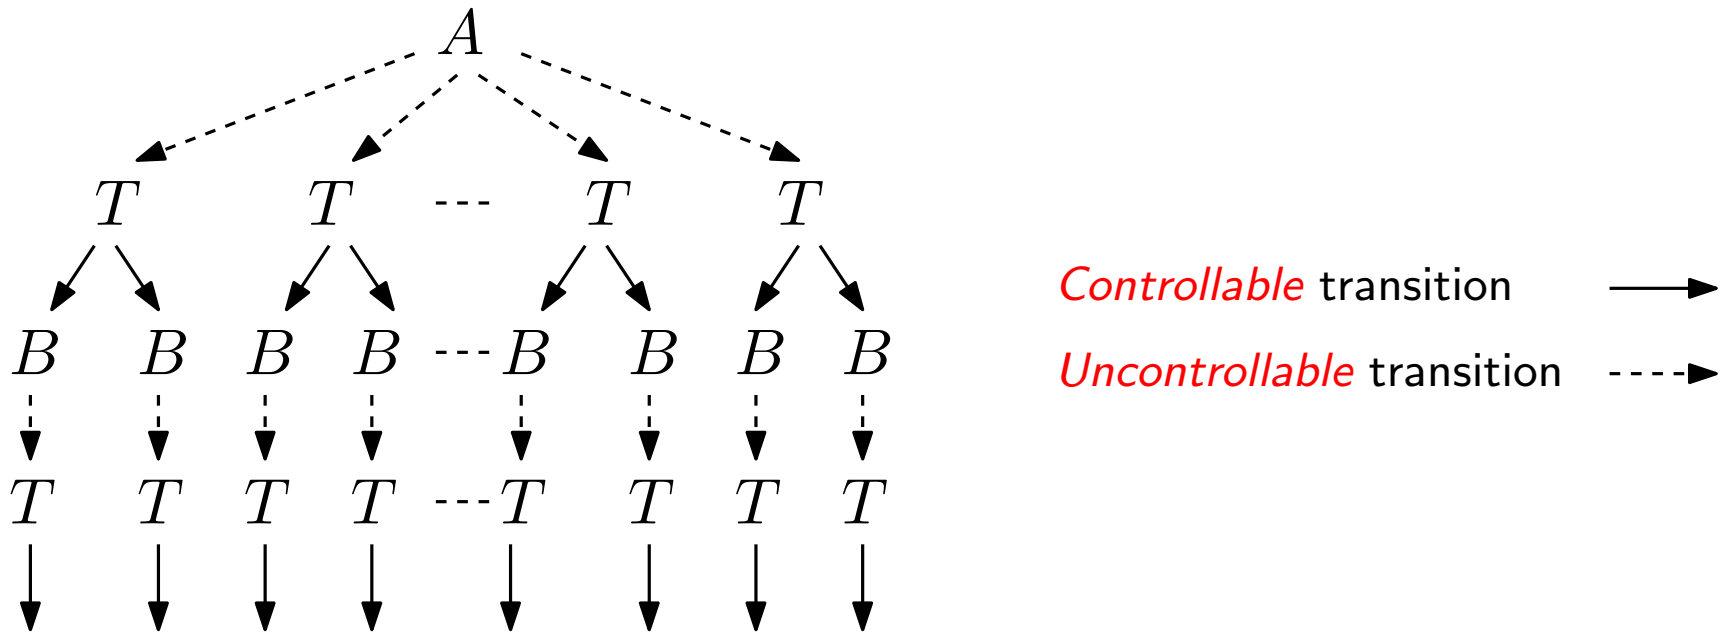 A
T T T T
Controllable transition
B B B B B B B B
Uncontrollable transition
T T T T T T T T